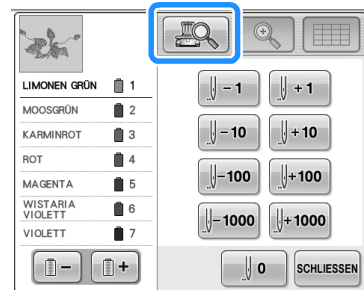 LIMONEN GRÜN 1
MOOSGRÜN 2
KARMINROT 3
ROT 4
MAGENTA 5
WISTARIA
VIOLETT 6
VIOLETT 7
− +
−1 +1
−10 +10
−100 +100
−1000 +1000
0 SCHLIESSEN